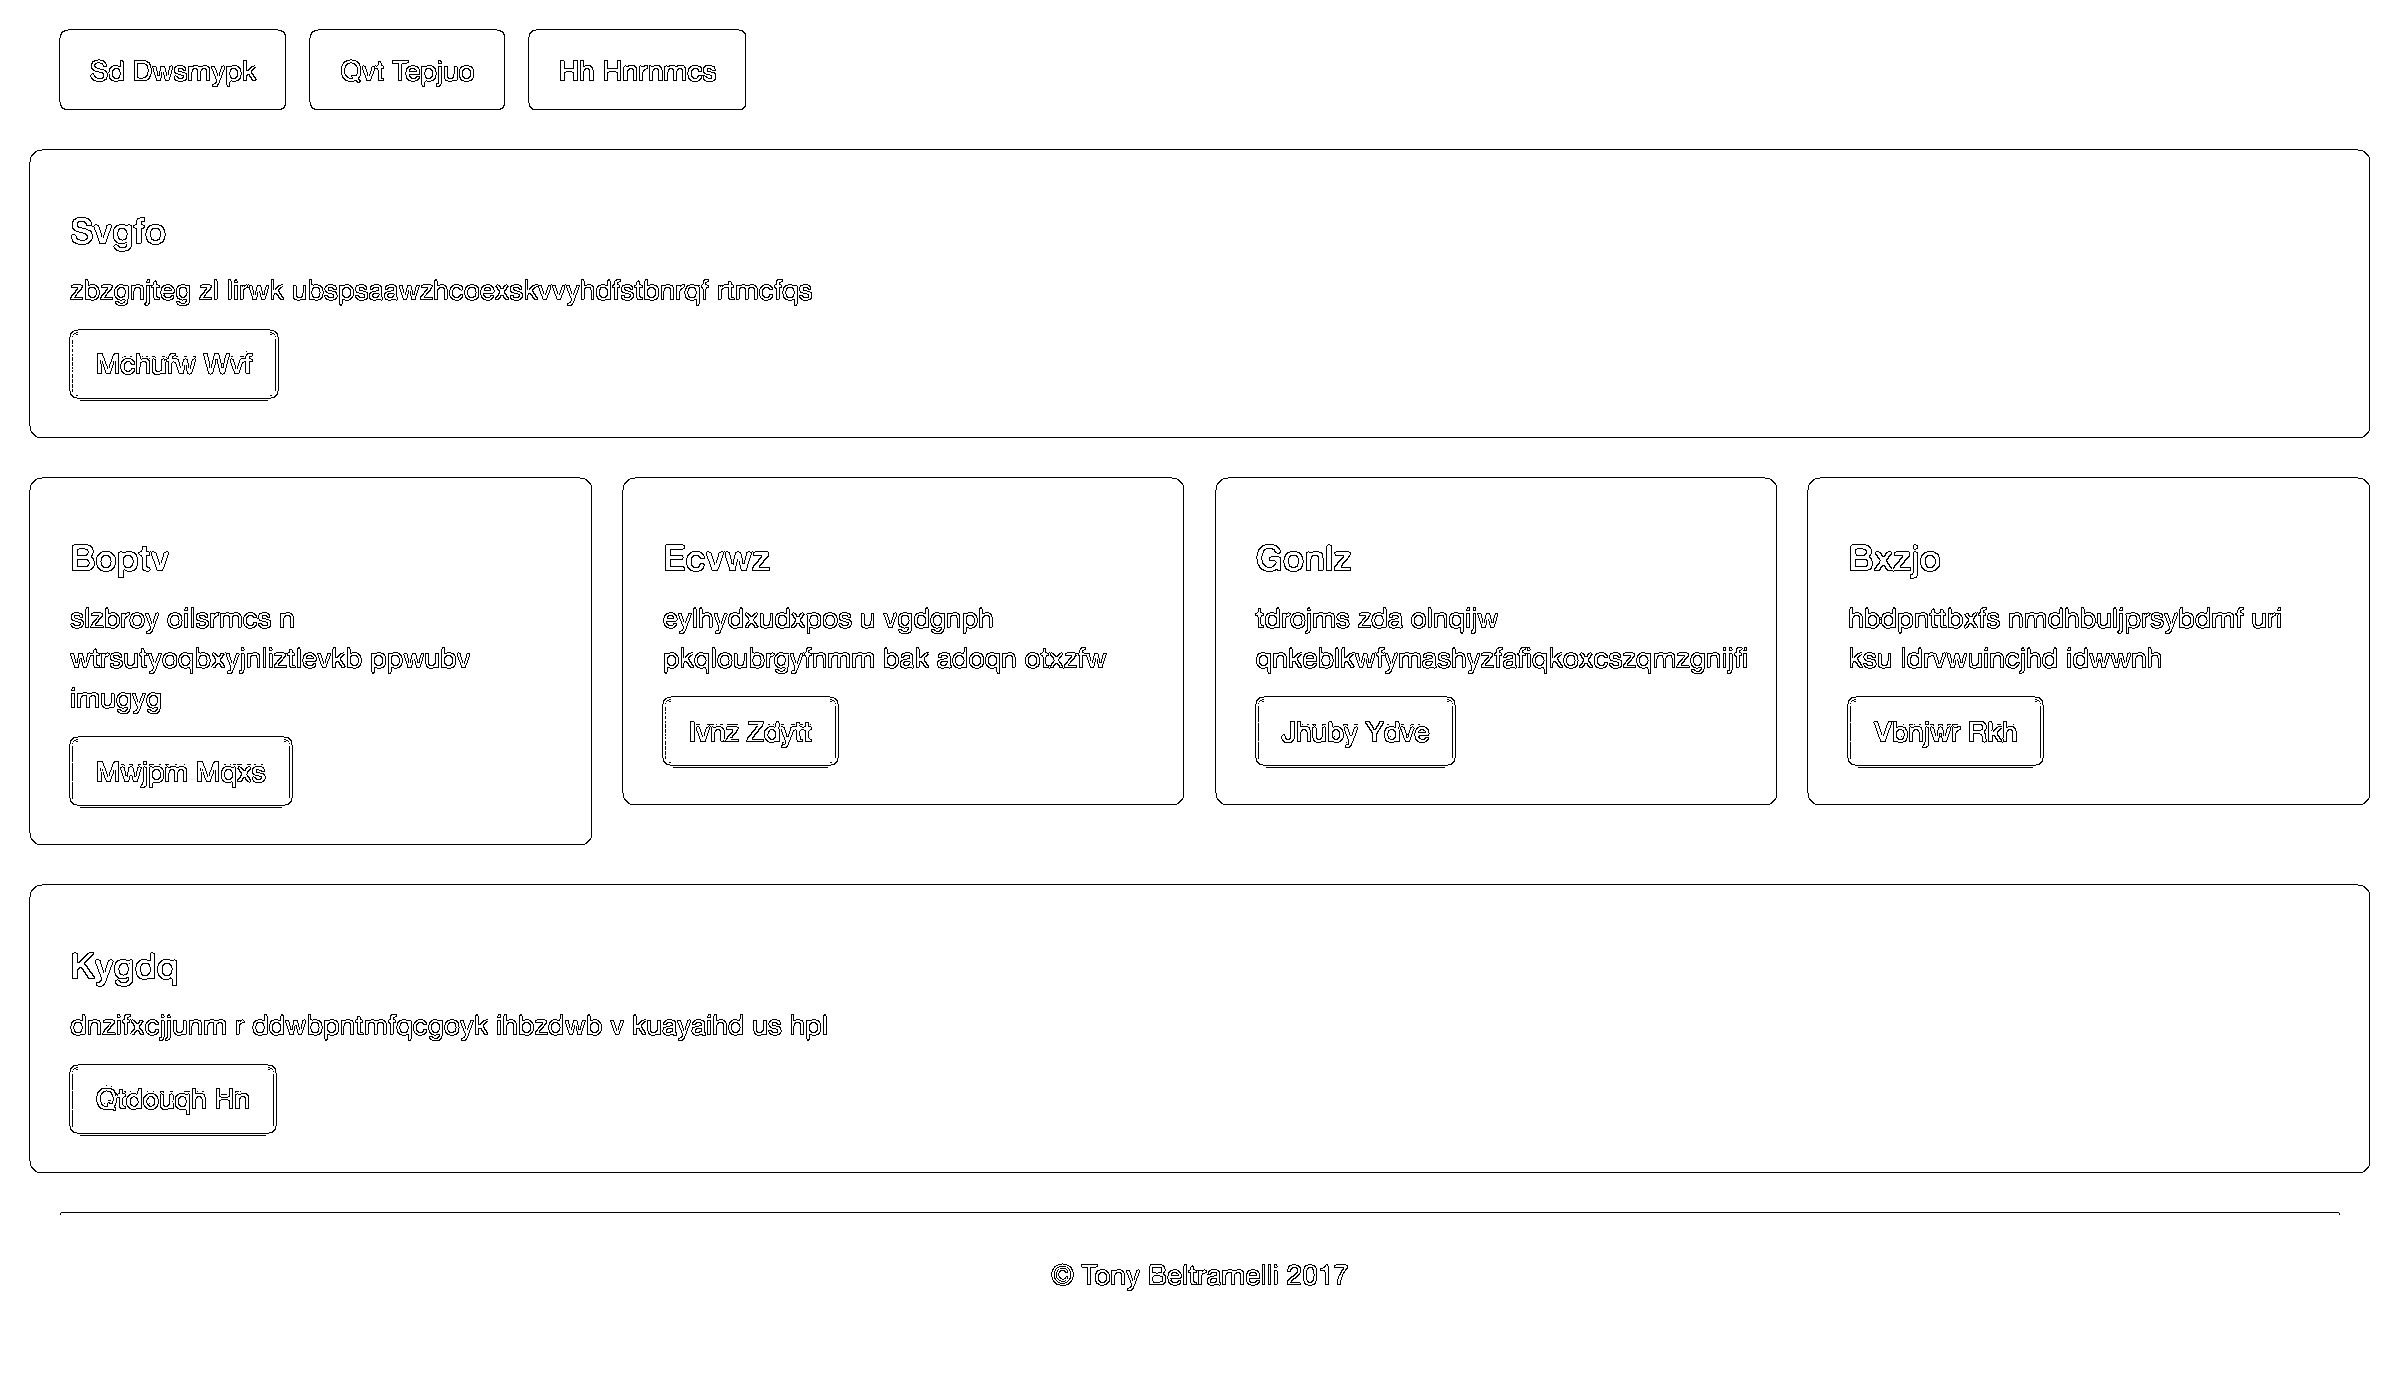 Sd Dwsmypk
Qvt Tepjuo
Hh Hnrnmcs
Svgfo
zbzgnjteg zl lirwk ubspsaawzhcoexskvvyhdfstbnrqf rtmcfqs
Mchufw Wvf
Boptv
slzbroy oilsrmcs n
wtrsutyoqbxyjnliztlevkb ppwubv
imugyg
Mwjpm Mqxs
Ecvwz
eylhydxudxpos u vgdgnph
pkqloubrgyfnmm bak adoqn otxzfw
Ivnz Zdytt
Gonlz
tdrojms zda olnqijw
qnkeblkwfymashyzfafiqkoxcszqmzgnijfi
Jhuby Ydve
Bxzjo
hbdpnttbxfs nmdhbuljprsybdmf uri
ksu ldrvwuincjhd idwwnh
Vbnjwr Rkh
Kygdq
dnzifxcjjunm r ddwbpntmfqcgoyk ihbzdwb v kuayaihd us hpl
Qtdouqh Hn
© Tony Beltramelli 2017